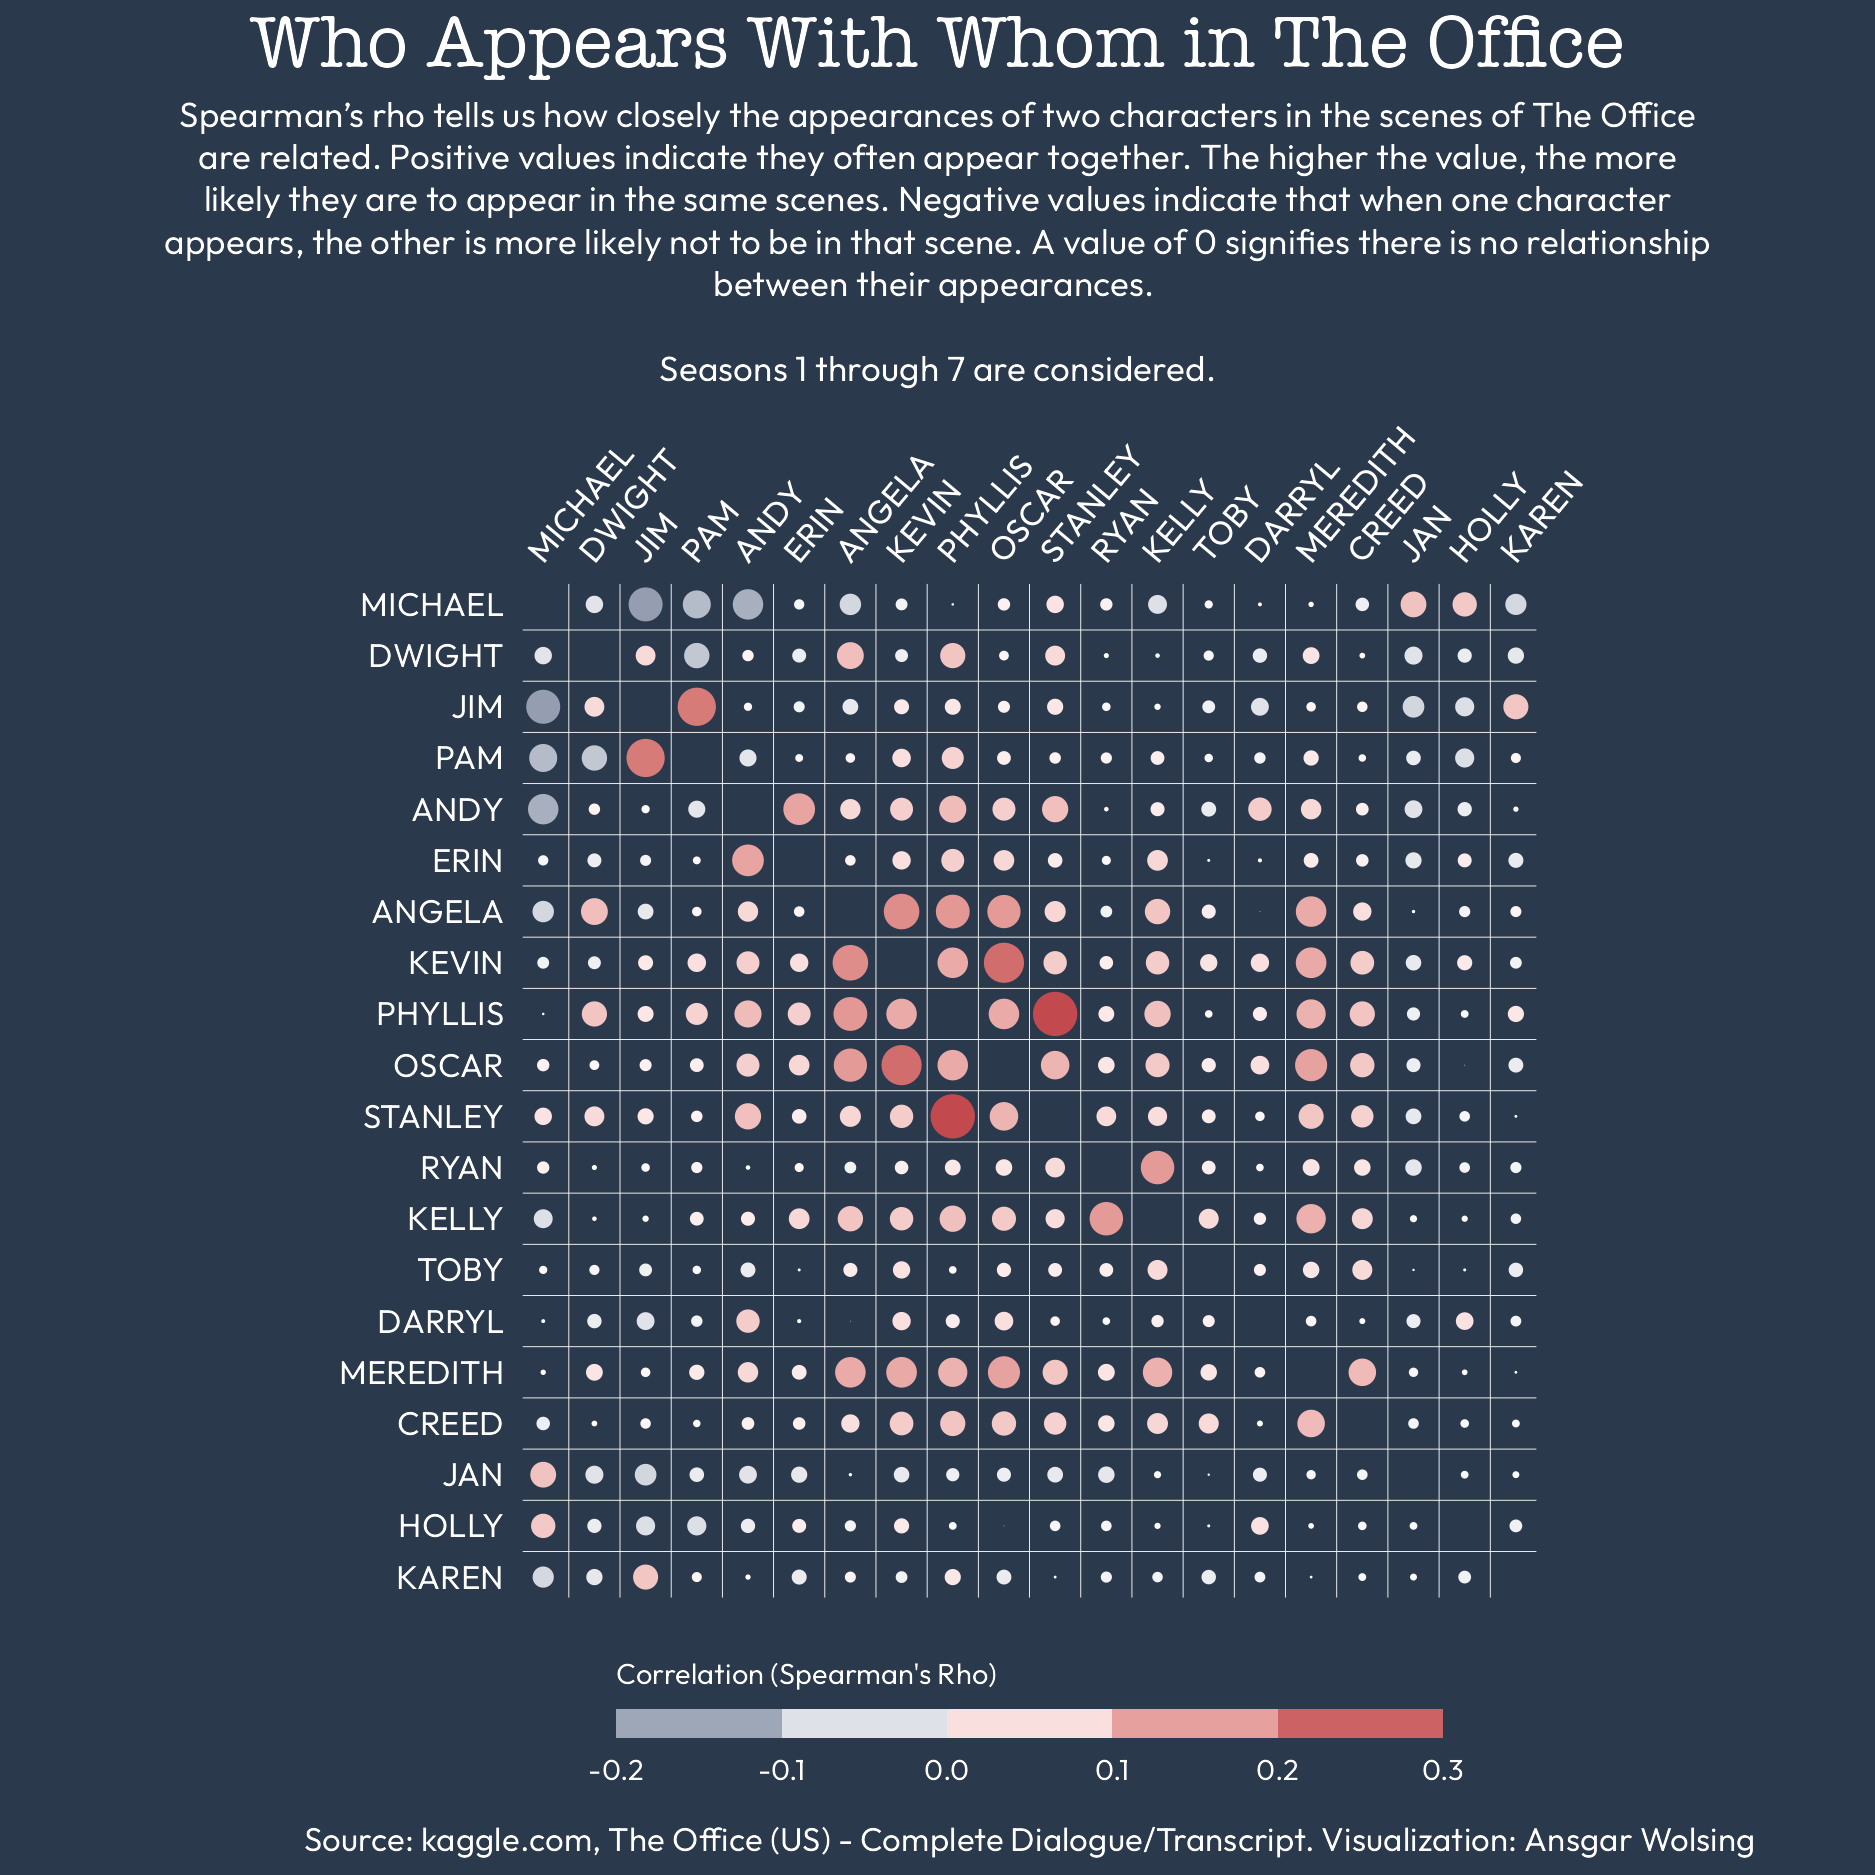 Who Appears With Whom in The Office
Spearman's rho tells us how closely the appearances of two characters in the scenes of The Office
are related. Positive values indicate they often appear together. The higher the value, the more
likely they are to appear in the same scenes. Negative values indicate that when one character
appears, the other is more likely not to be in that scene. A value of 0 signifies there is no relationship
between their appearances.
Seasons 1 through 7 are considered.
MICHAEL
DWIGHT
JIM
PAM
ANDY
ERIN
ANGELA
KEVIN
PHYLLIS
OSCAR
STANLEY
RYAN
KELLY
TOBY
DARRYL
MEREDITH
CREED
JAN
HOLLY
KAREN
MICHAEL
DWIGHT
JIM
PAM
ANDY
ERIN
ANGELA
KEVIN
PHYLLIS
OSCAR
STANLEY
RYAN
KELLY
TOBY
DARRYL
MEREDITH
CREED
JAN
HOLLY
KAREN
Correlation (Spearman's Rho)
-0.2 -0.1 0.0 0.1 0.2 0.3
Source: kaggle.com, The Office (US) - Complete Dialogue/Transcript. Visualization: Ansgar Wolsing